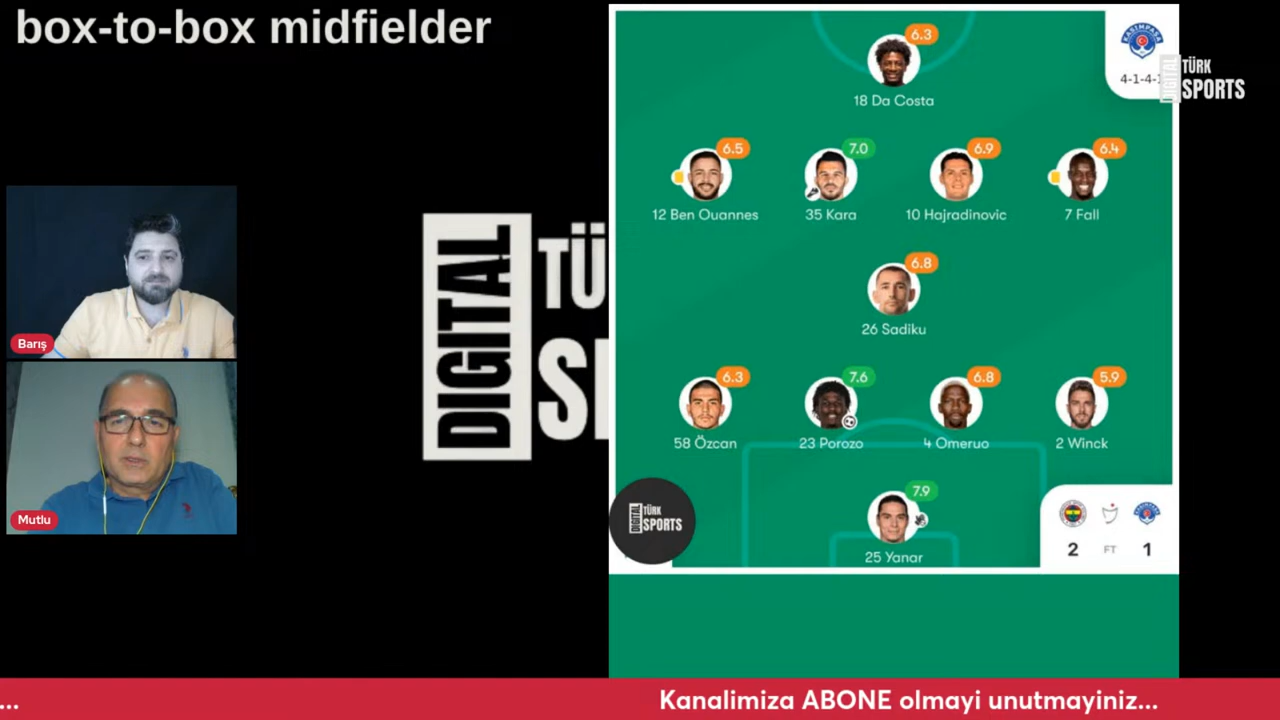 box-to-box midfielder
6.3
KASIMPAŞA
18 Da Costa
4-1-4-1
DIGITAL
TÜRK
SPORTS
6.5
7.0
6.9
6.4
12 Ben Ouannes
35 Kara
10 Hajradinovic
7 Fall
DIGITAL
TÜ
6.8
26 Sadiku
Barış
6.3
7.6
6.8
5.9
58 Özcan
23 Porozo
4 Omeruo
2 Winck
7.9
DIGITAL
TÜRK
SPORTS
25 Yanar
2 FT 1
Mutlu
...
Kanalimiza ABONE olmayi unutmayiniz...